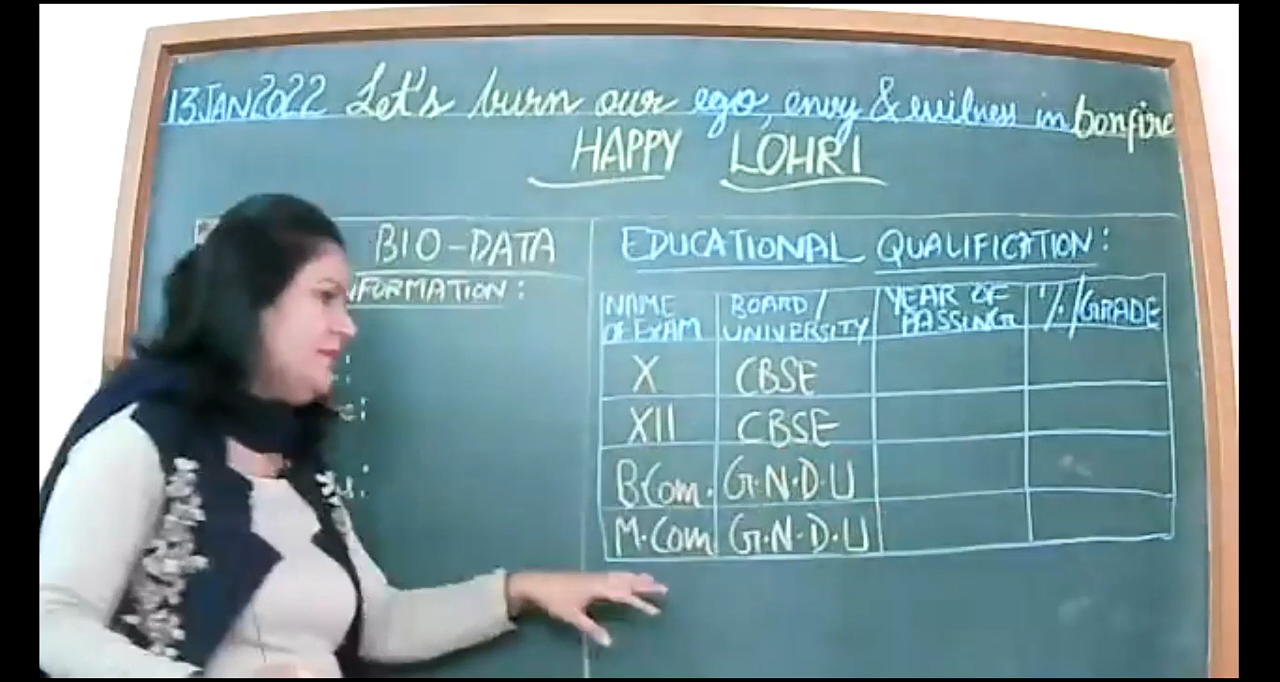 13JAN2022 Let's burn our ego, envy & evilness in bonfire
HAPPY LOHRI
BIO-DATA
NFORMATION:
EDUCATIONAL QUALIFICATION:
NAME OF EXAM BOARD/ UNIVERSITY YEAR OF PASSING %/GRADE
X CBSE
XII CBSE
B.Com. G.N.D.U
M.Com. G.N.D.U